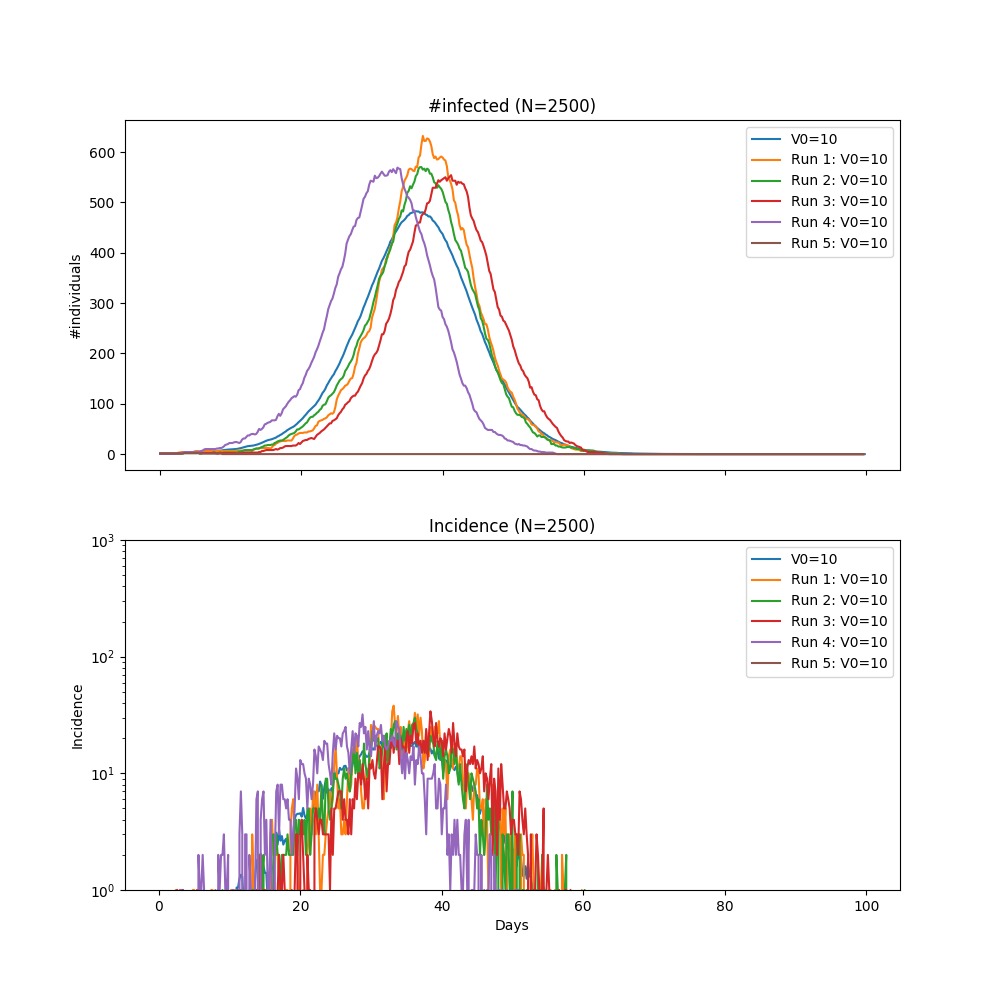 #infected (N=2500)
#individuals
600
500
400
300
200
100
0
V0=10
Run 1: V0=10
Run 2: V0=10
Run 3: V0=10
Run 4: V0=10
Run 5: V0=10
Incidence (N=2500)
Incidence
10³
10²
10¹
10⁰
V0=10
Run 1: V0=10
Run 2: V0=10
Run 3: V0=10
Run 4: V0=10
Run 5: V0=10
0 20 40 60 80 100
Days